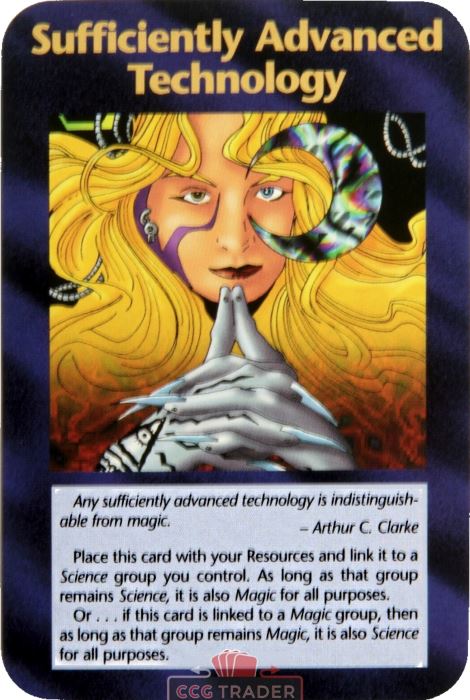 Sufficiently Advanced
Technology
Any sufficiently advanced technology is indistinguish-
able from magic.
– Arthur C. Clarke
Place this card with your Resources and link it to a
Science group you control. As long as that group
remains Science, it is also Magic for all purposes.
Or . . . if this card is linked to a Magic group, then
as long as that group remains Magic, it is also Science
for all purposes.
CCG TRADER